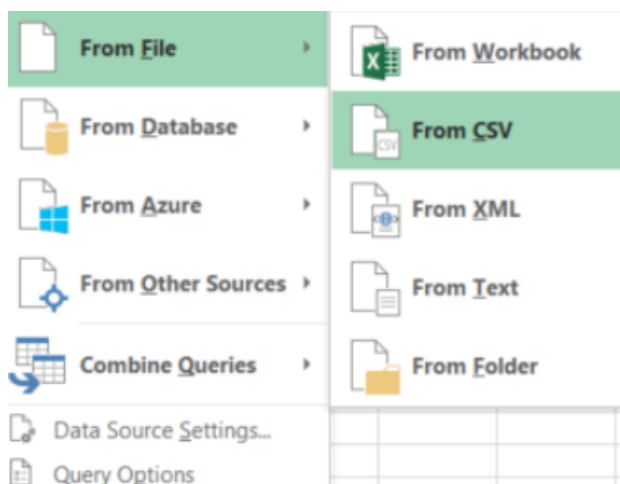 From File
From Database
From Azure
From Other Sources
Combine Queries
Data Source Settings...
Query Options
From Workbook
From CSV
CSV
From XML
From Text
From Folder